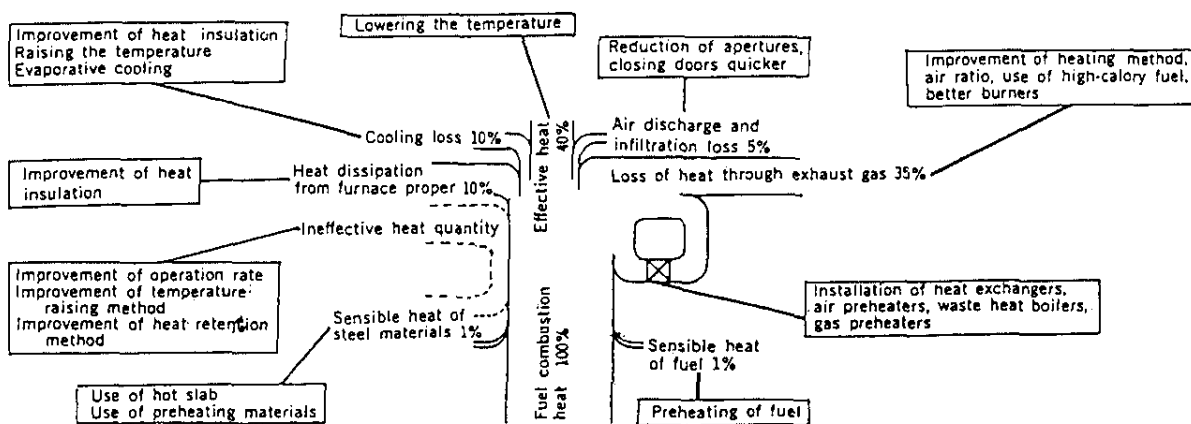 Lowering the temperature
Improvement of heat insulation
Raising the temperature
Evaporative cooling
Reduction of apertures,
closing doors quicker
Improvement of heating method,
air ratio, use of high-calory fuel,
better burners
Cooling loss 10%
Effective heat
40%
Air discharge and
infiltration loss 5%
Improvement of heat
insulation
Heat dissipation
from furnace proper 10%
Loss of heat through exhaust gas 35%
Ineffective heat quantity
Improvement of operation rate
Improvement of temperature
raising method
Improvement of heat retention
method
Installation of heat exchangers,
air preheaters, waste heat boilers,
gas preheaters
Sensible heat of
steel materials 1%
Fuel combustion
heat 100%
Sensible heat
of fuel 1%
Use of hot slab
Use of preheating materials
Preheating of fuel